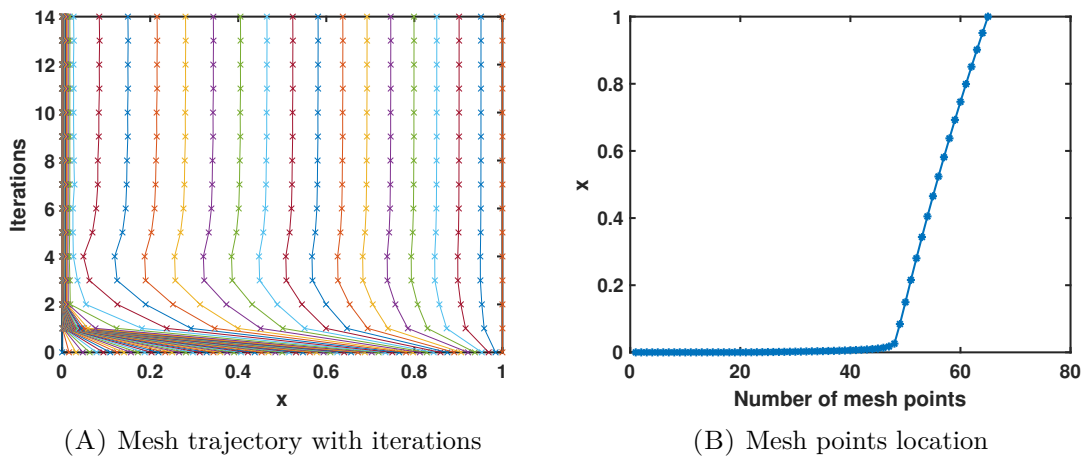 14
12
10
8
6
4
2
0
Iterations
0 0.2 0.4 0.6 0.8 1
x
(A) Mesh trajectory with iterations
1
0.8
0.6
0.4
0.2
0
x
0 20 40 60 80
Number of mesh points
(B) Mesh points location